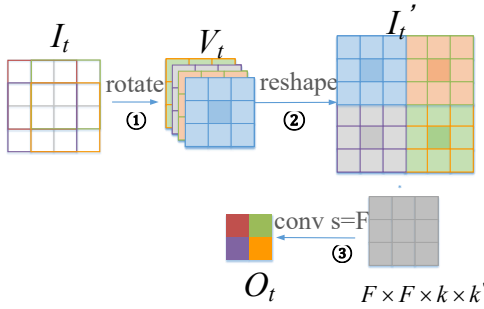 I_t
V_t
I_t'
rotate
①
reshape
②
conv s=F
③
O_t
F × F × k × k'